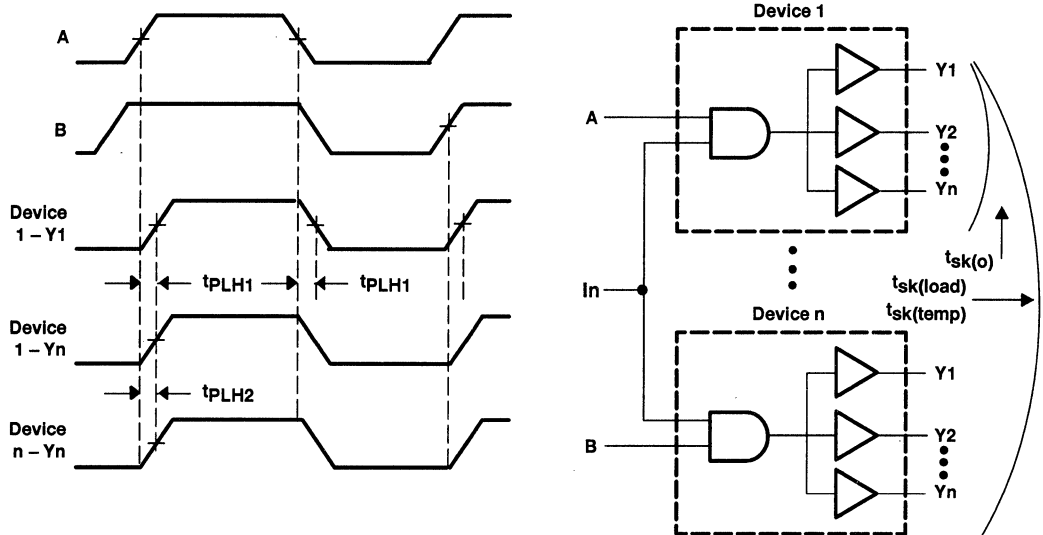 A
B
Device
1 – Y1
tPLH1
tPLH1
Device
1 – Yn
tPLH2
Device
n – Yn
Device 1
A
Y1
Y2
Yn
In
tsk(o)
tsk(load)
tsk(temp)
Device n
B
Y1
Y2
Yn